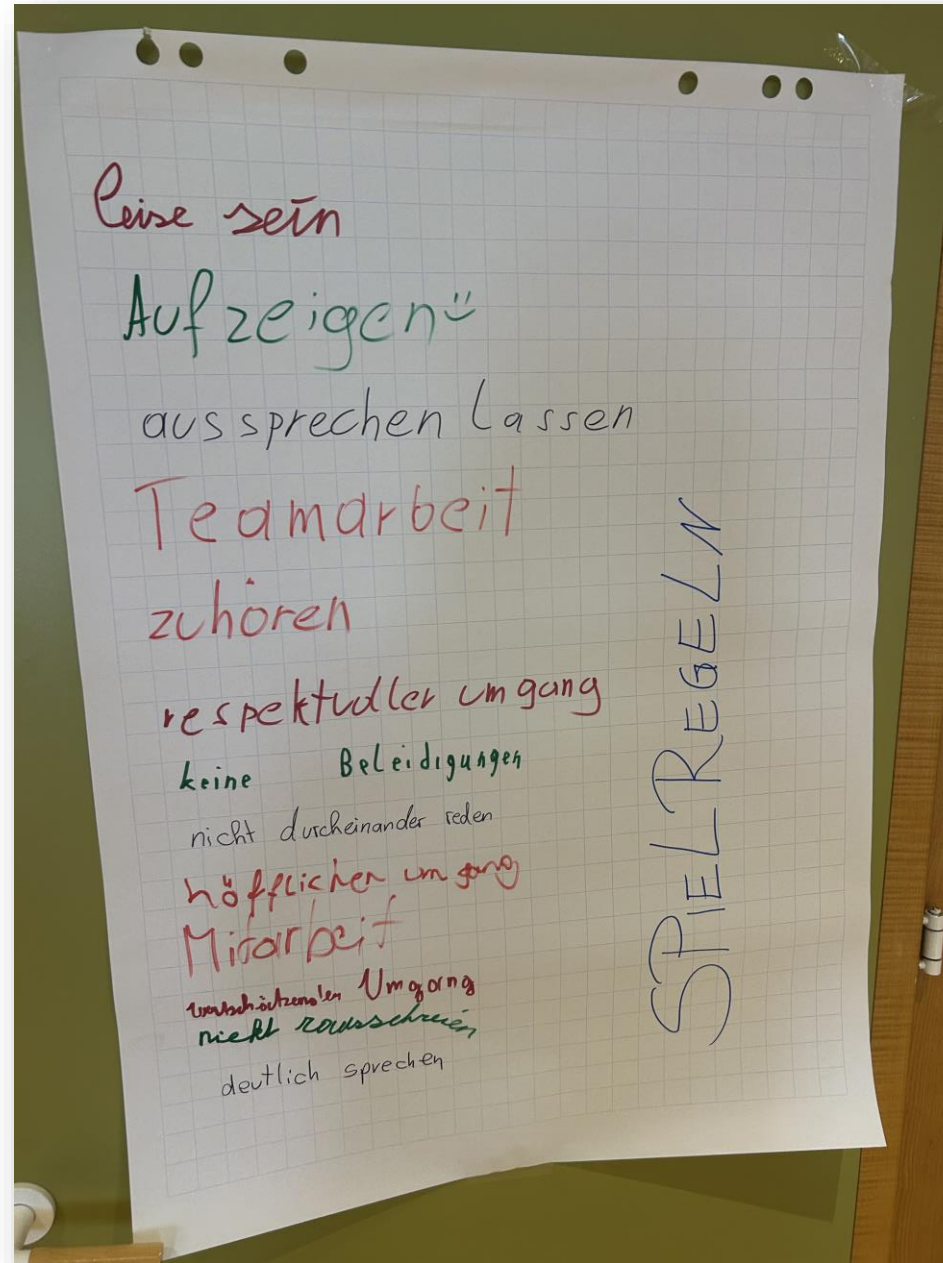 leise sein
Aufzeigen
aussprechen lassen
Teamarbeit
zuhören
respektvoller umgang
keine Beleidigungen
nicht durcheinander reden
höfflicher umgang
Mitarbeit
wertschätzender Umgang
nicht rausschreien
deutlich sprechen
SPIELREGELN